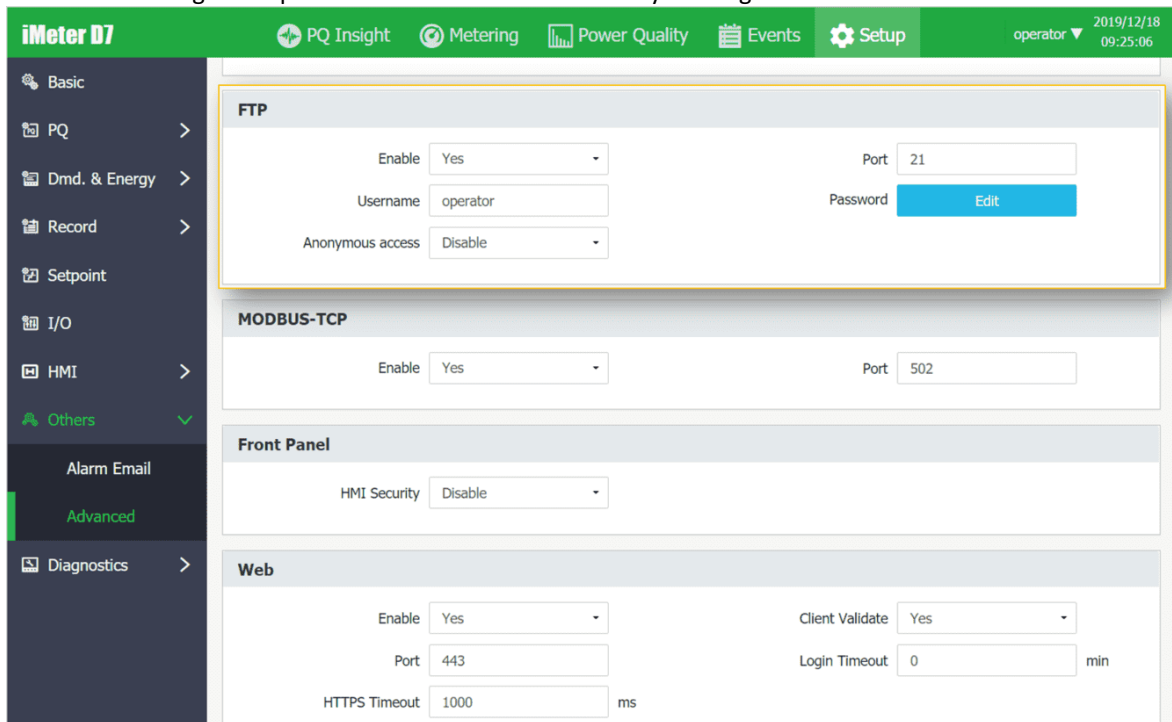 iMeter D7
PQ Insight
Metering
Power Quality
Events
Setup
operator ▼
2019/12/18
09:25:06
Basic
PQ
Dmd. & Energy
Record
Setpoint
I/O
HMI
Others
Alarm Email
Advanced
Diagnostics
FTP
Enable Yes
Port 21
Username operator
Password Edit
Anonymous access Disable
MODBUS-TCP
Enable Yes
Port 502
Front Panel
HMI Security Disable
Web
Enable Yes
Client Validate Yes
Port 443
Login Timeout 0 min
HTTPS Timeout 1000 ms